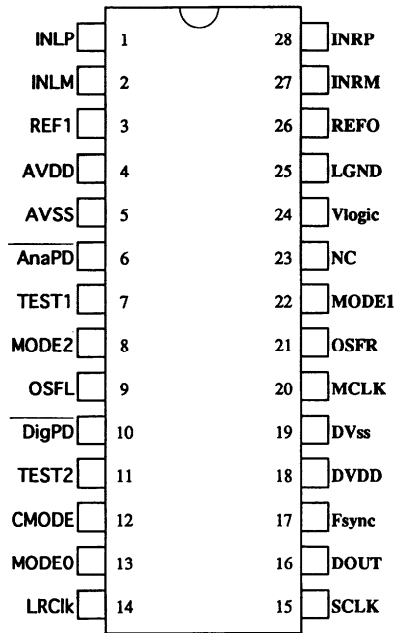 INLP 1 28 INRP
INLM 2 27 INRM
REF1 3 26 REFO
AVDD 4 25 LGND
AVSS 5 24 Vlogic
AnaPD 6 23 NC
TEST1 7 22 MODE1
MODE2 8 21 OSFR
OSFL 9 20 MCLK
DigPD 10 19 DVss
TEST2 11 18 DVDD
CMODE 12 17 Fsync
MODE0 13 16 DOUT
LRClk 14 15 SCLK